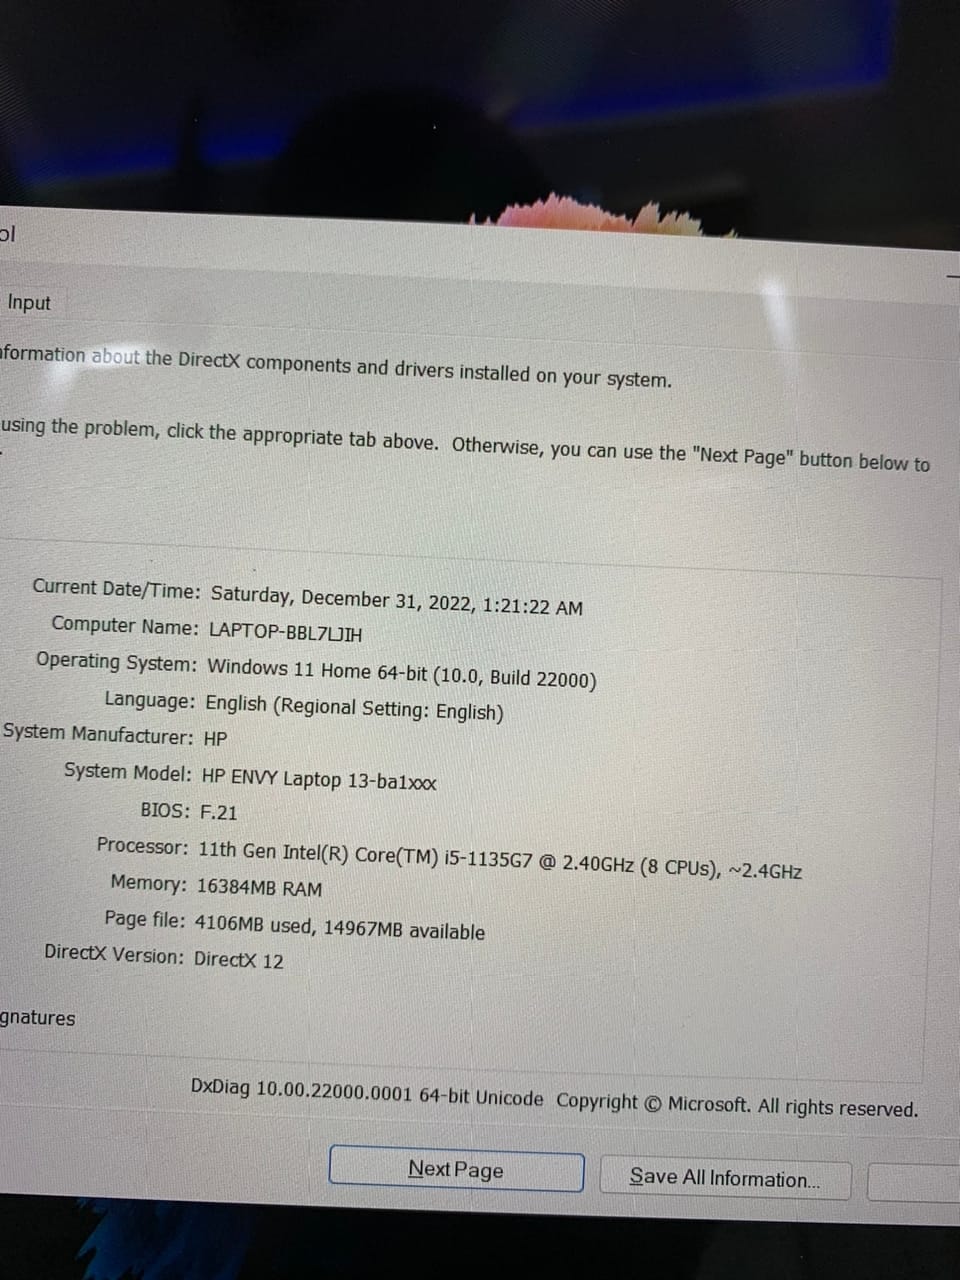 ol
Input
nformation about the DirectX components and drivers installed on your system.
using the problem, click the appropriate tab above. Otherwise, you can use the "Next Page" button below to
Current Date/Time: Saturday, December 31, 2022, 1:21:22 AM
Computer Name: LAPTOP-BBL7LJIH
Operating System: Windows 11 Home 64-bit (10.0, Build 22000)
Language: English (Regional Setting: English)
System Manufacturer: HP
System Model: HP ENVY Laptop 13-ba1xxx
BIOS: F.21
Processor: 11th Gen Intel(R) Core(TM) i5-1135G7 @ 2.40GHz (8 CPUs), ~2.4GHz
Memory: 16384MB RAM
Page file: 4106MB used, 14967MB available
DirectX Version: DirectX 12
gnatures
DxDiag 10.00.22000.0001 64-bit Unicode Copyright © Microsoft. All rights reserved.
Next Page
Save All Information...